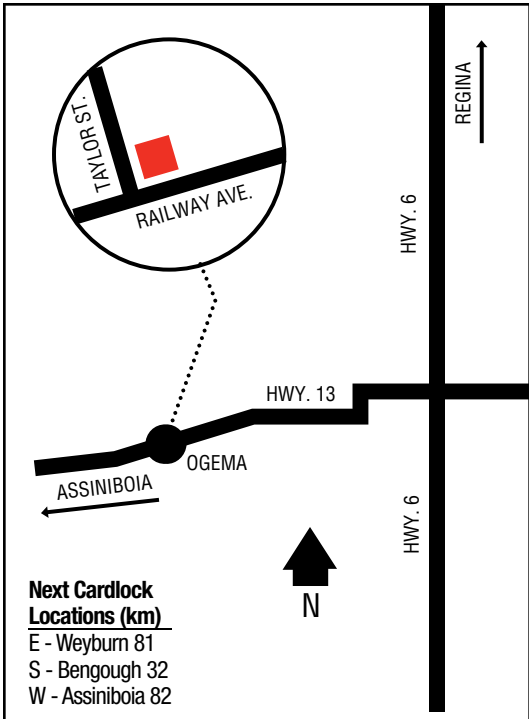 TAYLOR ST.
RAILWAY AVE.
REGINA
HWY. 6
HWY. 13
OGEMA
ASSINIBOIA
HWY. 6
N
Next Cardlock
Locations (km)
E - Weyburn 81
S - Bengough 32
W - Assiniboia 82